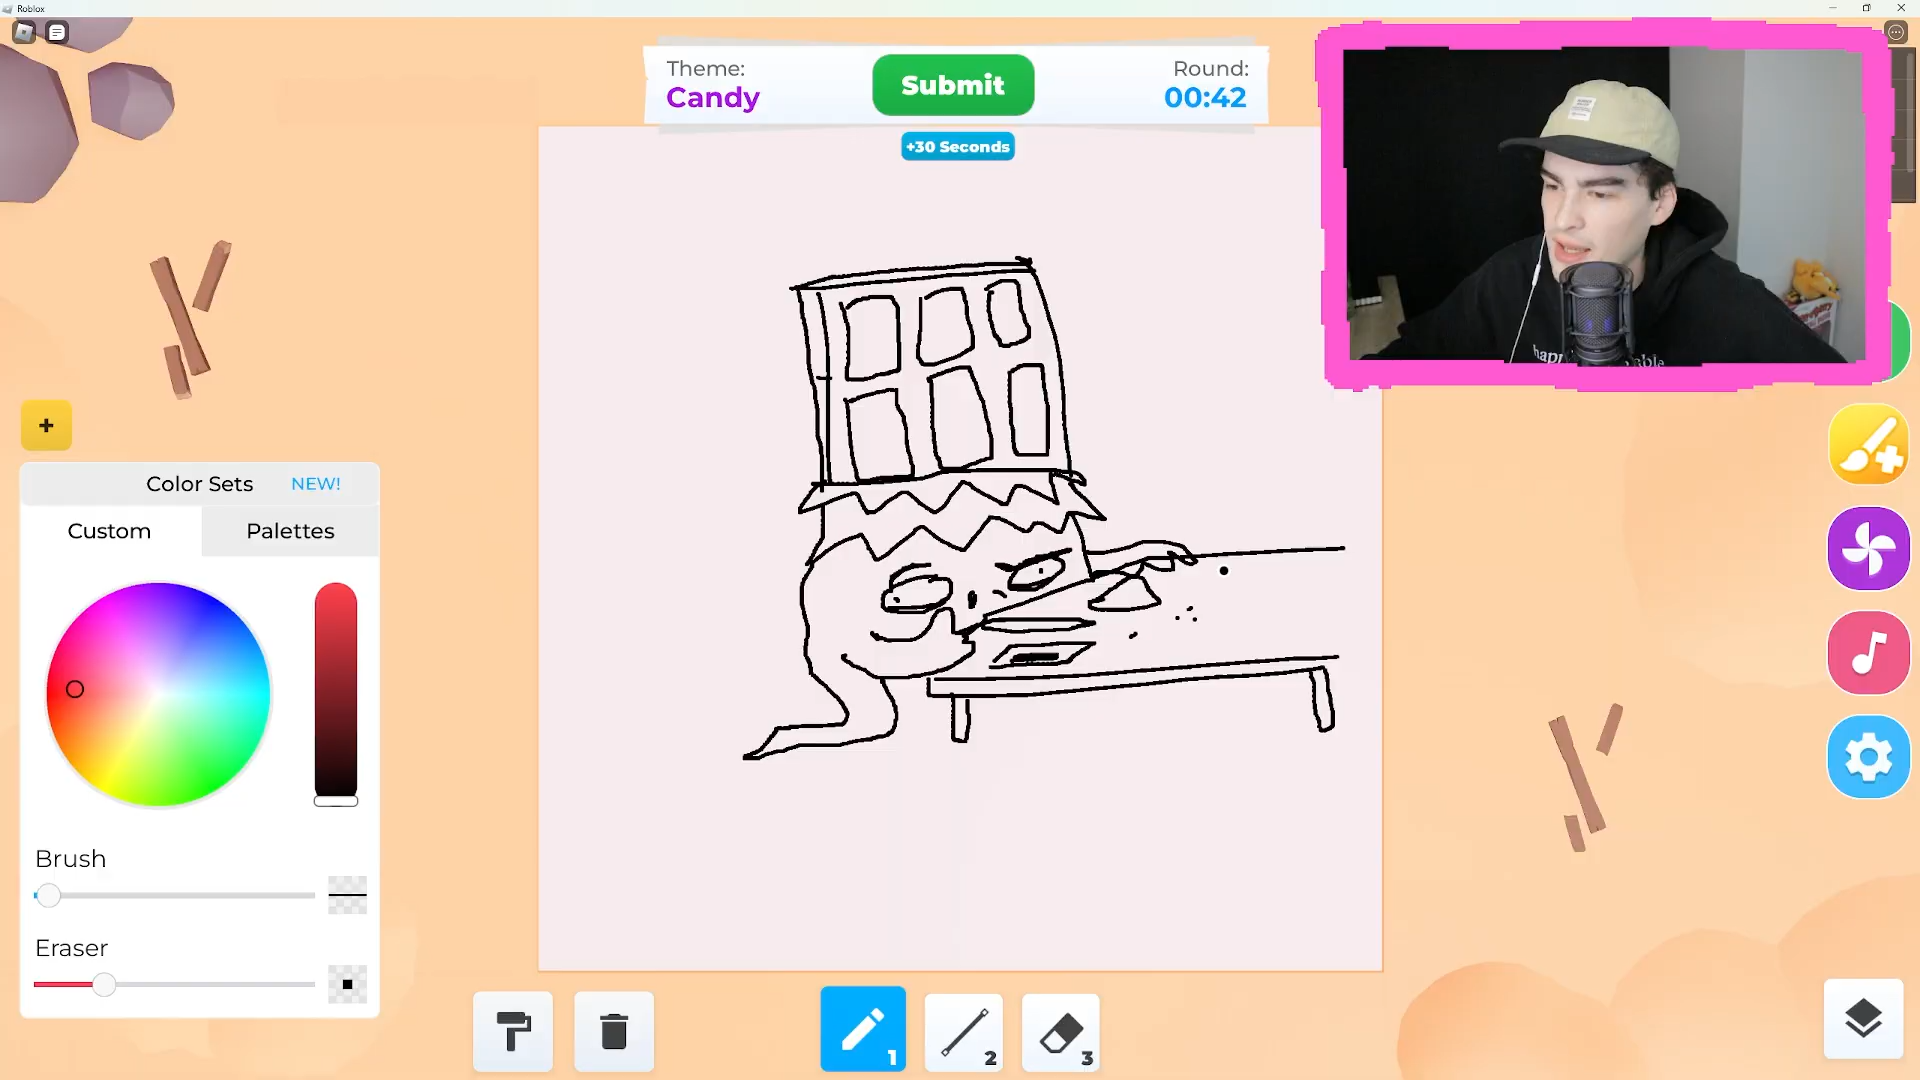 Roblox
Theme:
Candy
Submit
Round:
00:42
+30 Seconds
+
Color Sets
NEW!
Custom
Palettes
Brush
Eraser
1
2
3